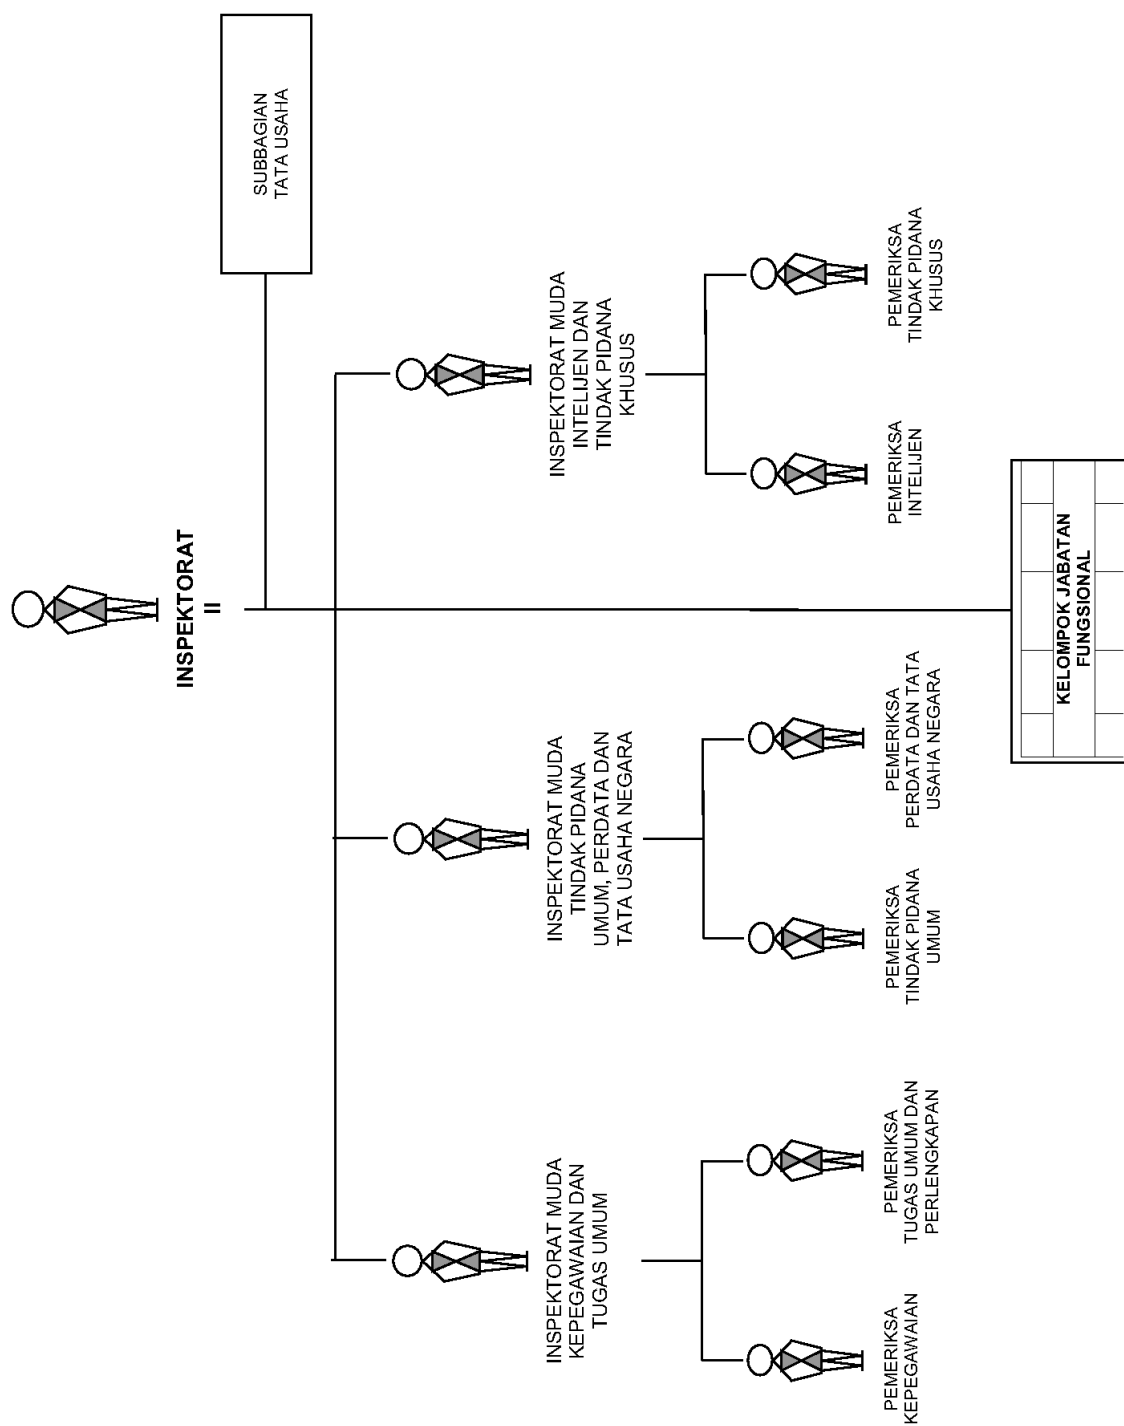 INSPEKTORAT
II
SUBBAGIAN
TATA USAHA
INSPEKTORAT MUDA
KEPEGAWAIAN DAN
TUGAS UMUM
INSPEKTORAT MUDA
TINDAK PIDANA
UMUM, PERDATA DAN
TATA USAHA NEGARA
INSPEKTORAT MUDA
INTELIJEN DAN
TINDAK PIDANA
KHUSUS
PEMERIKSA
KEPEGAWAIAN
PEMERIKSA
TUGAS UMUM DAN
PERLENGKAPAN
PEMERIKSA
TINDAK PIDANA
UMUM
PEMERIKSA
PERDATA DAN TATA
USAHA NEGARA
PEMERIKSA
INTELIJEN
PEMERIKSA
TINDAK PIDANA
KHUSUS
KELOMPOK JABATAN
FUNGSIONAL